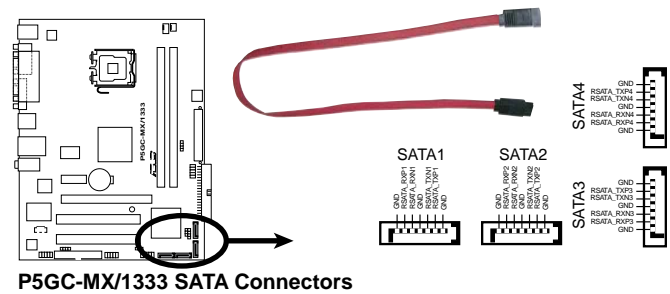 P5GC-MX/1333
SATA4
GND
RSATA_TXP4
RSATA_TXN4
GND
RSATA_RXN4
RSATA_RXP4
GND
SATA1
GND
RSATA_RXP1
RSATA_RXN1
GND
RSATA_TXN1
RSATA_TXP1
GND
SATA2
GND
RSATA_RXP2
RSATA_RXN2
GND
RSATA_TXN2
RSATA_TXP2
GND
SATA3
GND
RSATA_TXP3
RSATA_TXN3
GND
RSATA_RXN3
RSATA_RXP3
GND
P5GC-MX/1333 SATA Connectors